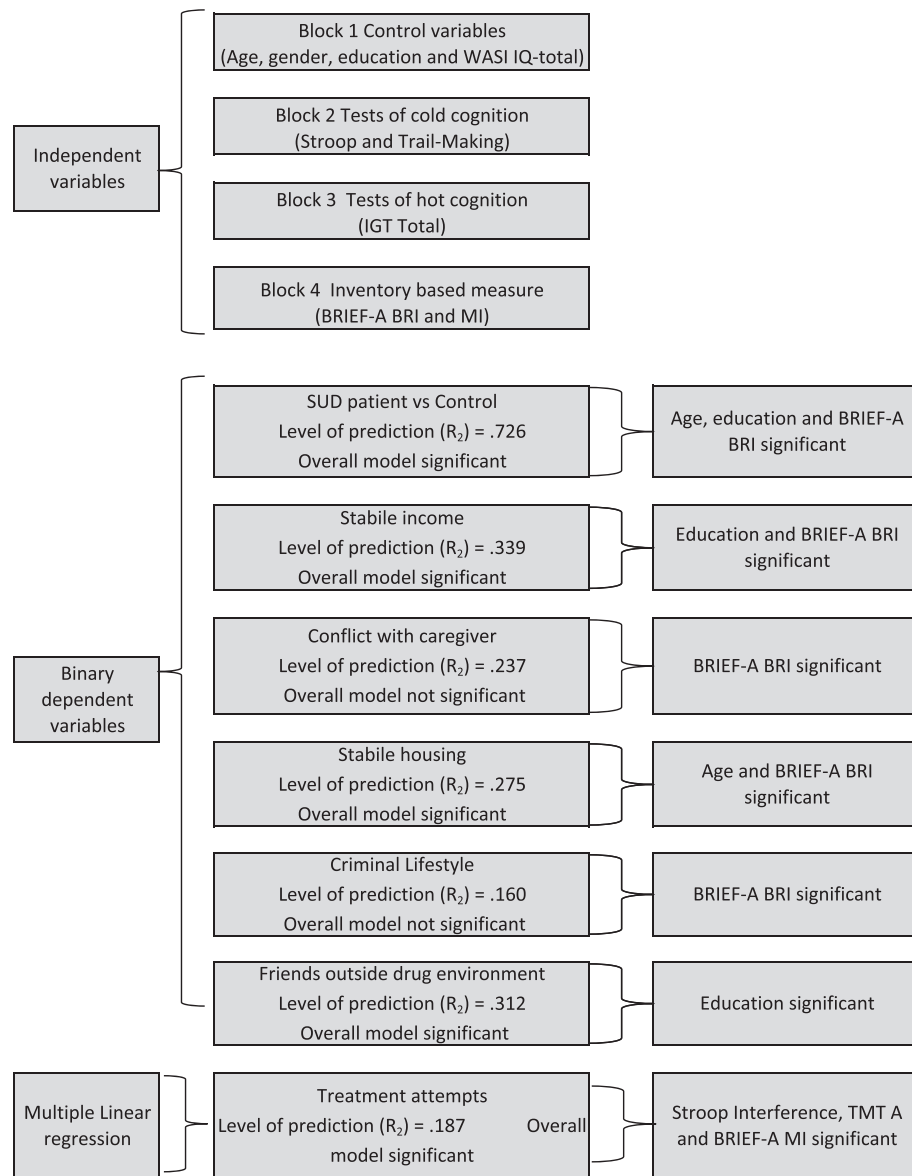 Independent
variables
Block 1 Control variables
(Age, gender, education and WASI IQ-total)
Block 2 Tests of cold cognition
(Stroop and Trail-Making)
Block 3 Tests of hot cognition
(IGT Total)
Block 4 Inventory based measure
(BRIEF-A BRI and MI)
Binary
dependent
variables
SUD patient vs Control
Level of prediction (R₂) = .726
Overall model significant
Age, education and BRIEF-A
BRI significant
Stabile income
Level of prediction (R₂) = .339
Overall model significant
Education and BRIEF-A BRI
significant
Conflict with caregiver
Level of prediction (R₂) = .237
Overall model not significant
BRIEF-A BRI significant
Stabile housing
Level of prediction (R₂) = .275
Overall model significant
Age and BRIEF-A BRI
significant
Criminal Lifestyle
Level of prediction (R₂) = .160
Overall model not significant
BRIEF-A BRI significant
Friends outside drug environment
Level of prediction (R₂) = .312
Overall model significant
Education significant
Multiple Linear
regression
Treatment attempts
Level of prediction (R₂) = .187 Overall
model significant
Stroop Interference, TMT A
and BRIEF-A MI significant